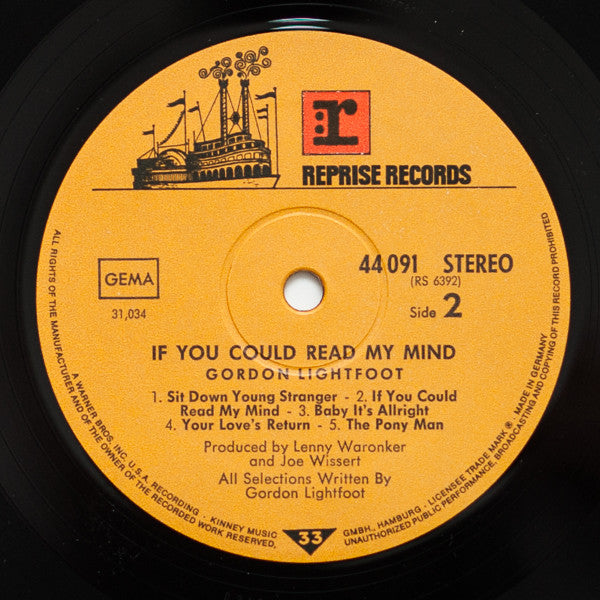 r
REPRISE RECORDS
GEMA
31,034
44 091 STEREO
(RS 6392)
Side 2
IF YOU COULD READ MY MIND
GORDON LIGHTFOOT
1. Sit Down Young Stranger - 2. If You Could
Read My Mind - 3. Baby It's Allright
4. Your Love's Return - 5. The Pony Man
Produced by Lenny Waronker
and Joe Wissert
All Selections Written By
Gordon Lightfoot
33
ALL RIGHTS OF THE MANUFACTURER AND OF THE OWNER OF THE RECORDED WORK RESERVED,
A WARNER BROS. INC. U.S.A. RECORDING · KINNEY MUSIC GMBH., HAMBURG · LICENSEE TRADE MARK ® · MADE IN GERMANY
UNAUTHORIZED PUBLIC PERFORMANCE, BROADCASTING AND COPYING OF THIS RECORD PROHIBITED